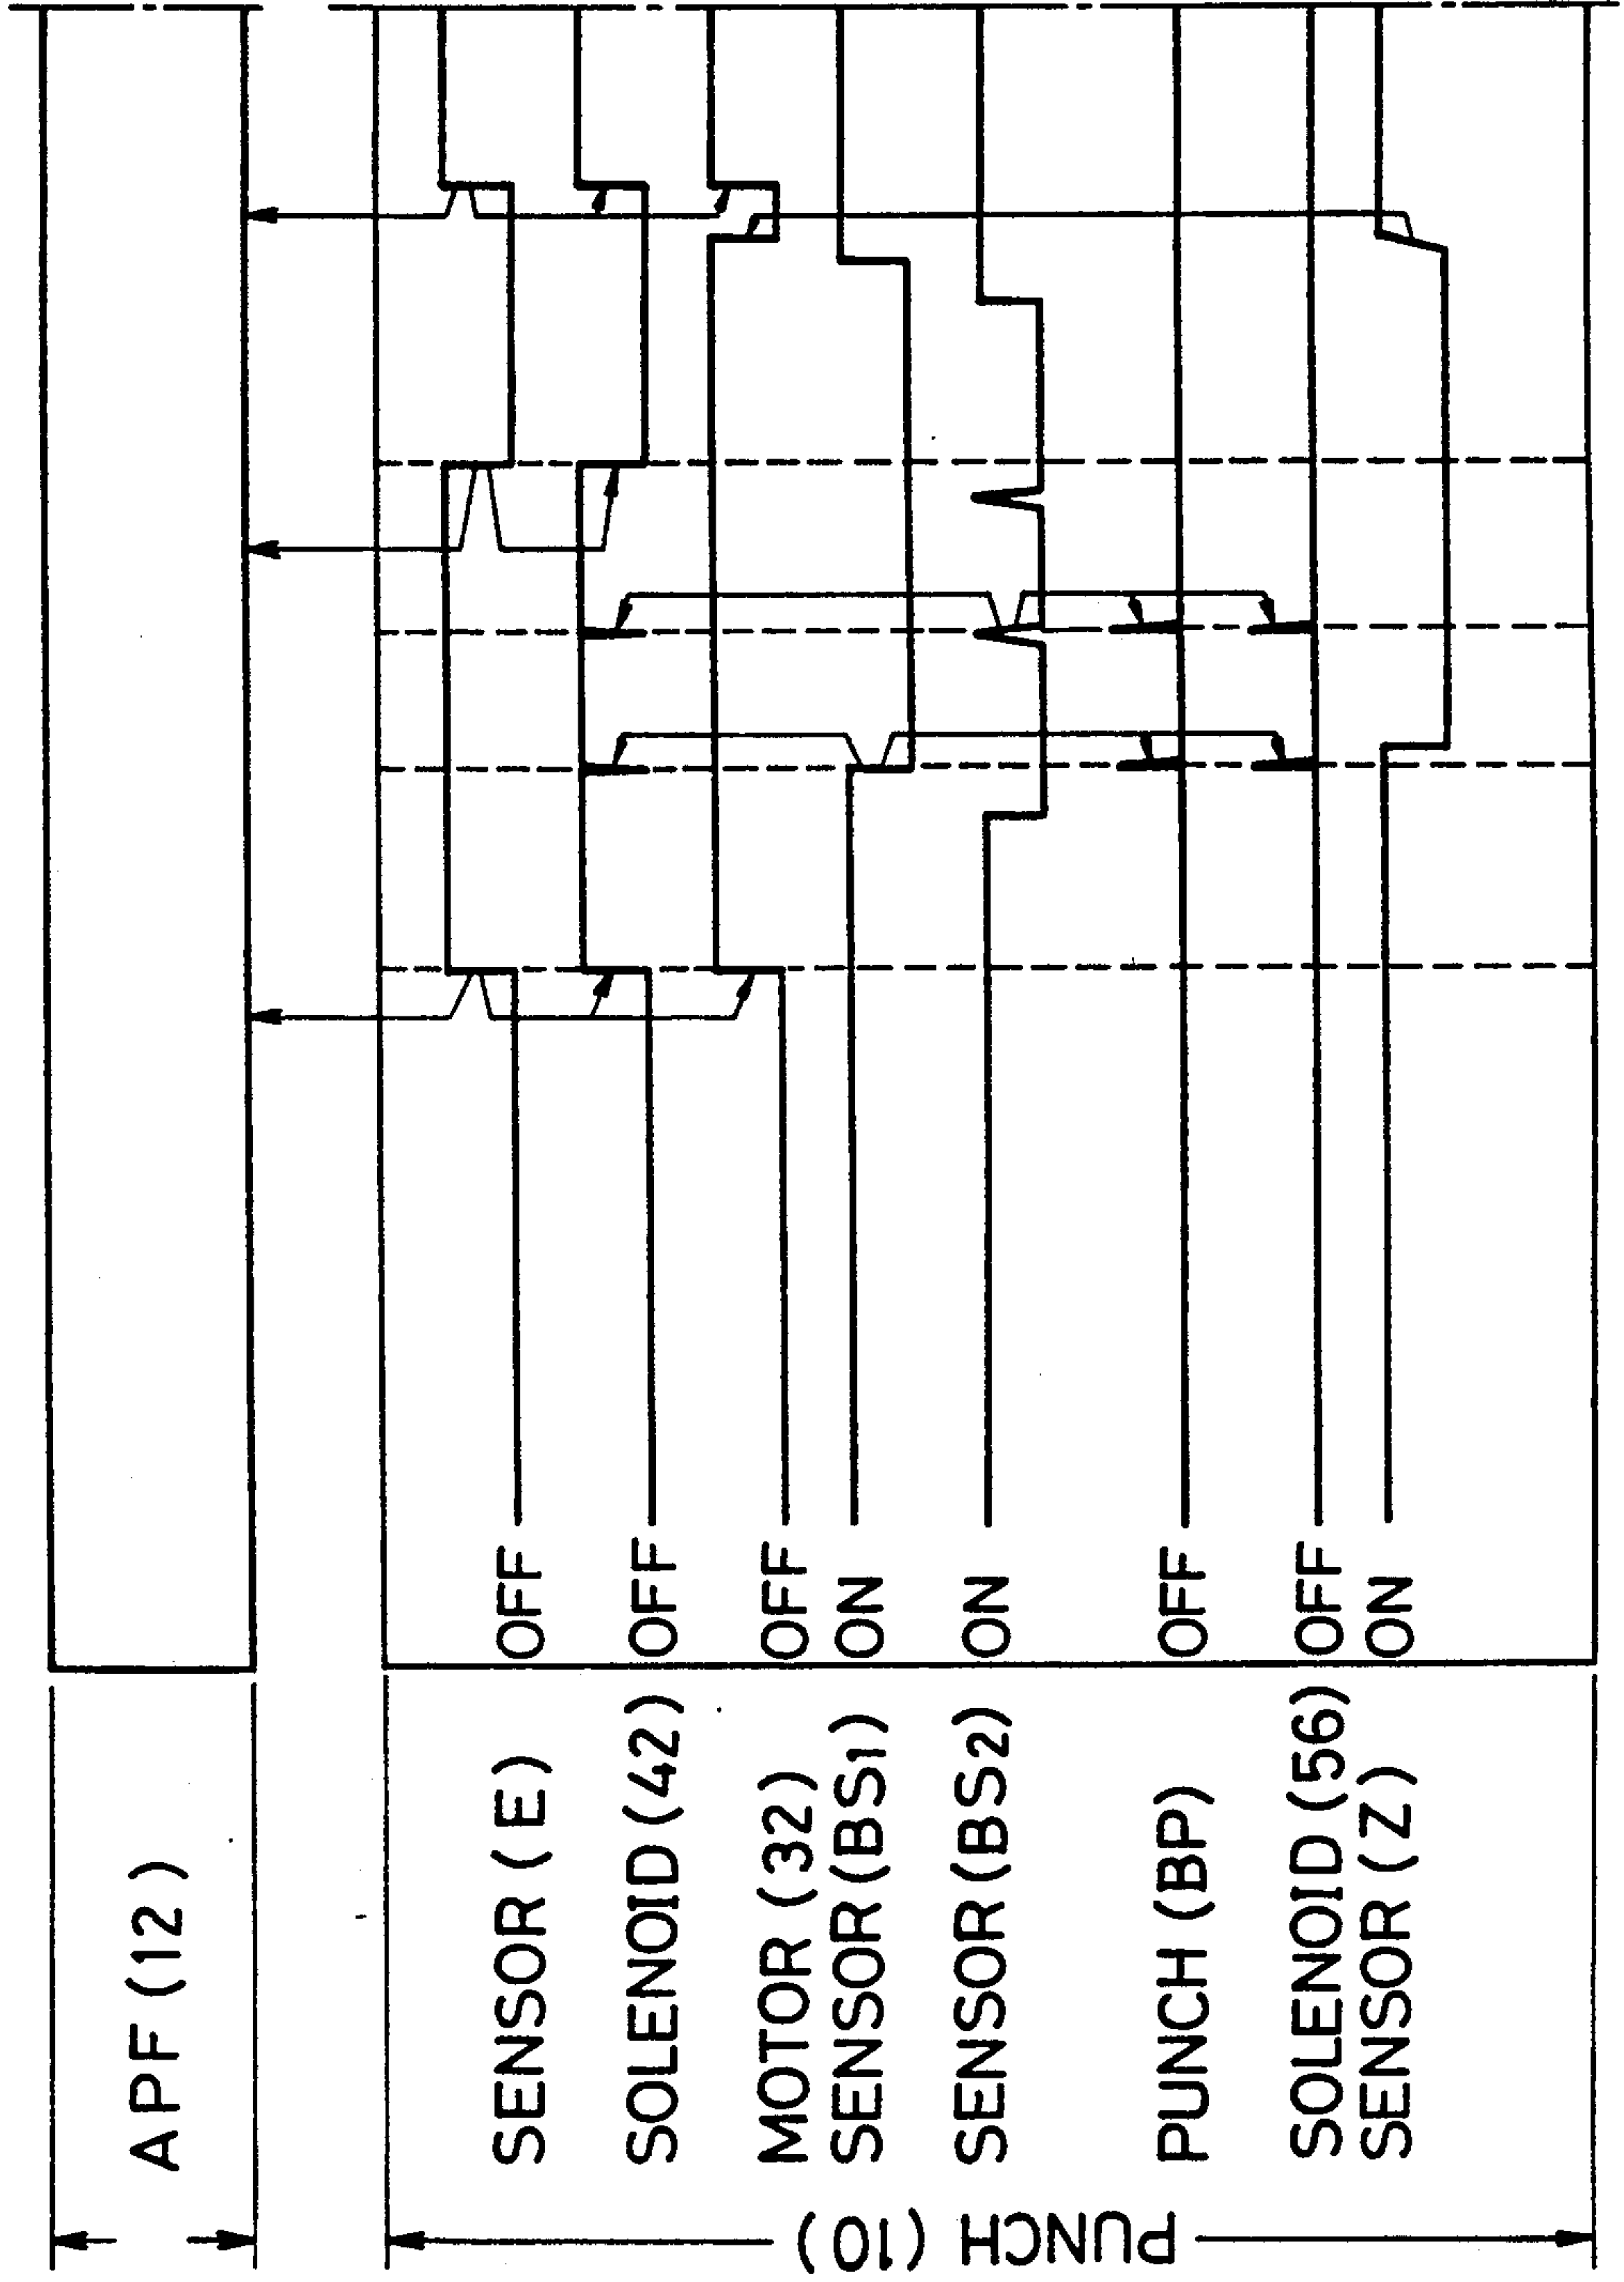 APF (12)
PUNCH (10)
SENSOR (E) OFF
SOLENOID (42) OFF
MOTOR (32) OFF
SENSOR (BS1) ON
SENSOR (BS2) ON
PUNCH (BP) OFF
SOLENOID (56) OFF
SENSOR (Z) ON